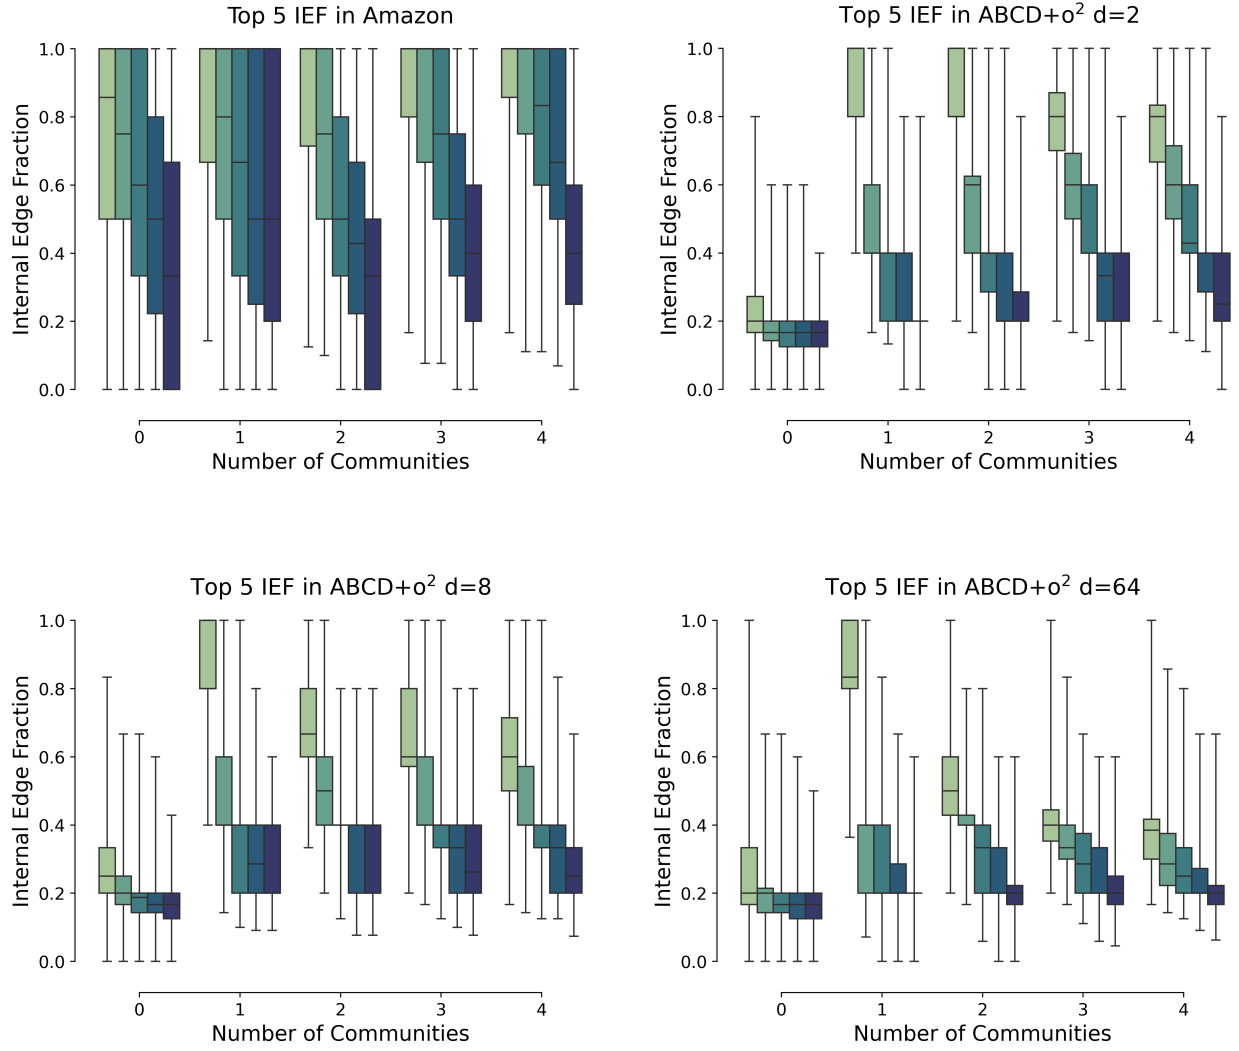 Top 5 IEF in Amazon
Internal Edge Fraction
1.0
0.8
0.6
0.4
0.2
0.0
0 1 2 3 4
Number of Communities
Top 5 IEF in ABCD+o² d=2
Internal Edge Fraction
1.0
0.8
0.6
0.4
0.2
0.0
0 1 2 3 4
Number of Communities
Top 5 IEF in ABCD+o² d=8
Internal Edge Fraction
1.0
0.8
0.6
0.4
0.2
0.0
0 1 2 3 4
Number of Communities
Top 5 IEF in ABCD+o² d=64
Internal Edge Fraction
1.0
0.8
0.6
0.4
0.2
0.0
0 1 2 3 4
Number of Communities